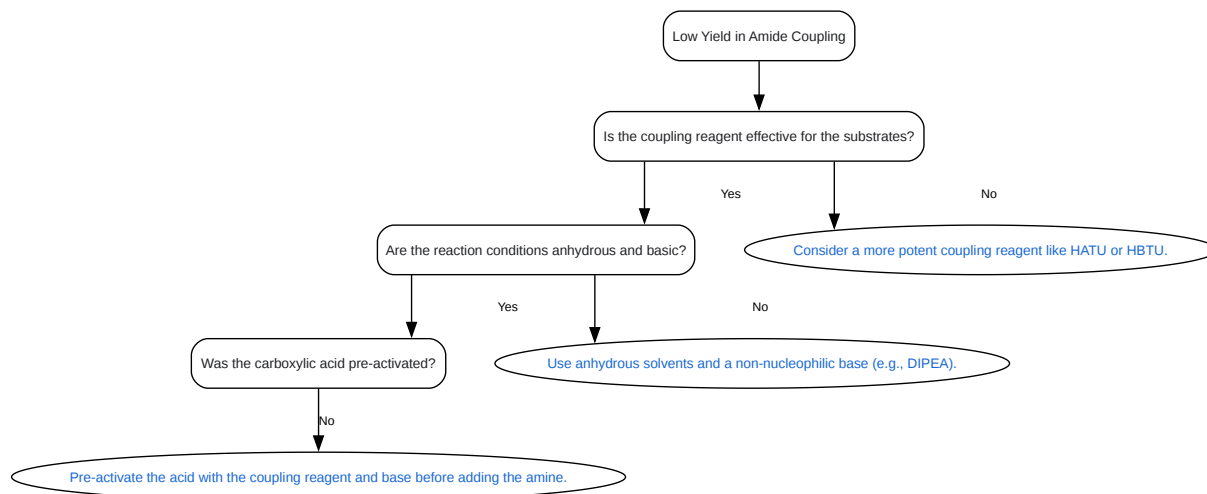 Low Yield in Amide Coupling
Is the coupling reagent effective for the substrates?
Yes
No
Are the reaction conditions anhydrous and basic?
Consider a more potent coupling reagent like HATU or HBTU.
Yes
No
Was the carboxylic acid pre-activated?
Use anhydrous solvents and a non-nucleophilic base (e.g., DIPEA).
No
Pre-activate the acid with the coupling reagent and base before adding the amine.